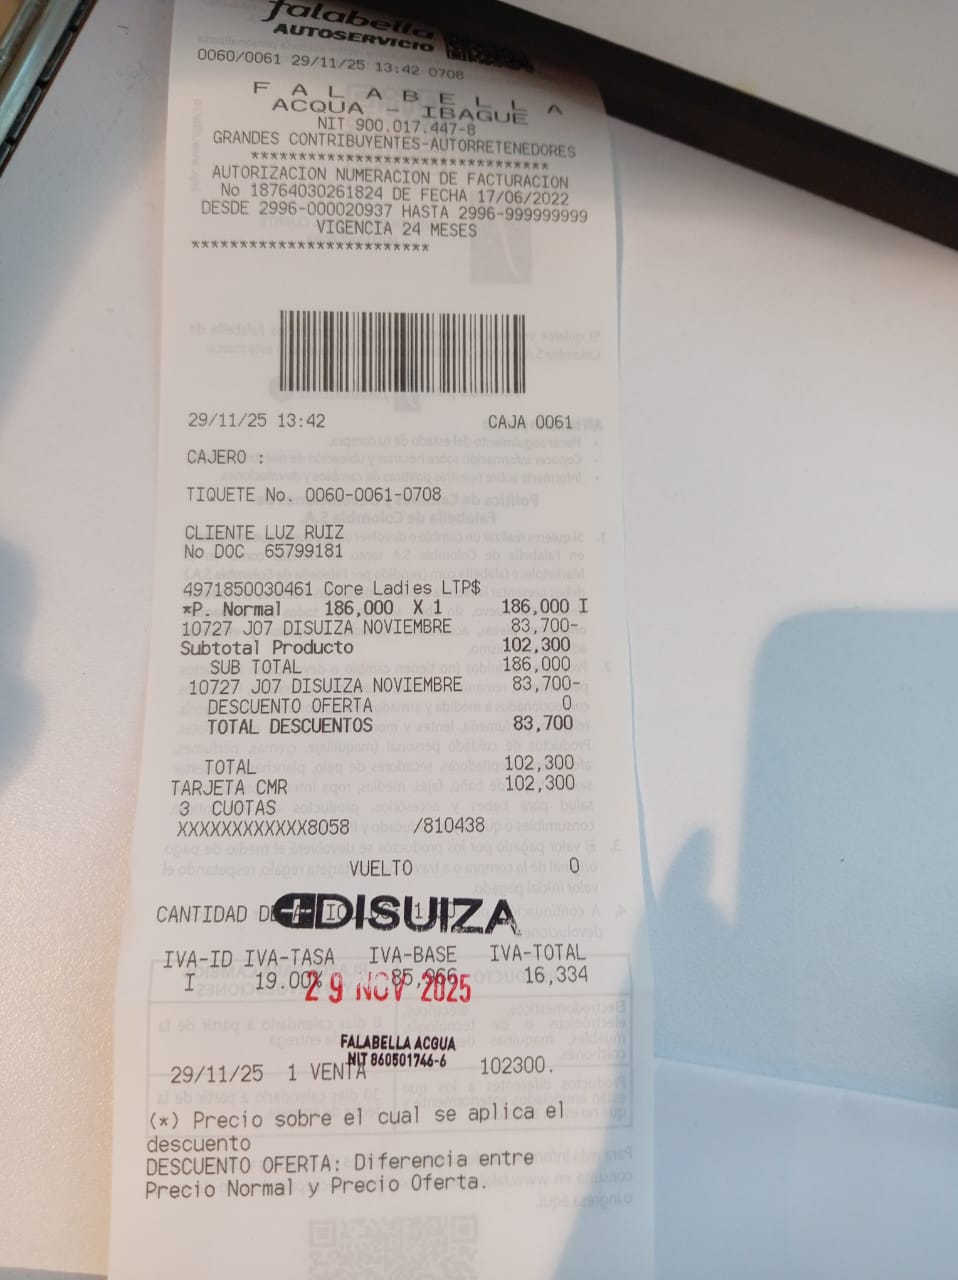 falabella
AUTOSERVICIO
0060/0061 29/11/25 13:42 0708
F A L A B E L L A
ACQUA - IBAGUE
NIT 900.017.447-8
GRANDES CONTRIBUYENTES-AUTORRETENEDORES
*******************************
AUTORIZACION NUMERACION DE FACTURACION
No 18764030261824 DE FECHA 17/06/2022
DESDE 2996-000020937 HASTA 2996-999999999
VIGENCIA 24 MESES
*************************
29/11/25 13:42 CAJA 0061
CAJERO :
TIQUETE No. 0060-0061-0708
CLIENTE LUZ RUIZ
No DOC 65799181
4971850030461 Core Ladies LTP$
*P. Normal 186,000 X 1 186,000 I
10727 J07 DISUIZA NOVIEMBRE 83,700-
Subtotal Producto 102,300
SUB TOTAL 186,000
10727 J07 DISUIZA NOVIEMBRE 83,700-
DESCUENTO OFERTA 0
TOTAL DESCUENTOS 83,700
TOTAL 102,300
TARJETA CMR 102,300
3 CUOTAS
XXXXXXXXXXXX8058 /810438
VUELTO 0
CANTIDAD
DISUIZA
IVA-ID IVA-TASA IVA-BASE IVA-TOTAL
I 19.00% 85,966 16,334
29 NOV 2025
FALABELLA ACQUA
NIT 860501746-6
29/11/25 1 VENTA 102300.
(*) Precio sobre el cual se aplica el
descuento
DESCUENTO OFERTA: Diferencia entre
Precio Normal y Precio Oferta.